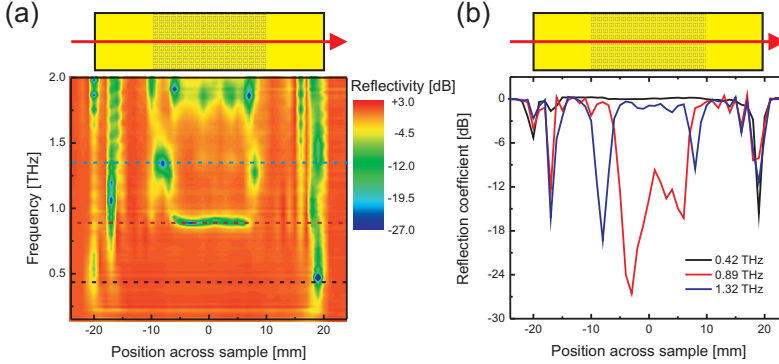 (a)
Reflectivity [dB]
2.0
1.5
1.0
0.5
Frequency [THz]
+3.0
-4.5
-12.0
-19.5
-27.0
-20 -10 0 10 20
Position across sample [mm]
(b)
0
-6
-12
-18
-24
-30
Reflection coefficient [dB]
0.42 THz
0.89 THz
1.32 THz
-20 -10 0 10 20
Position across sample [mm]